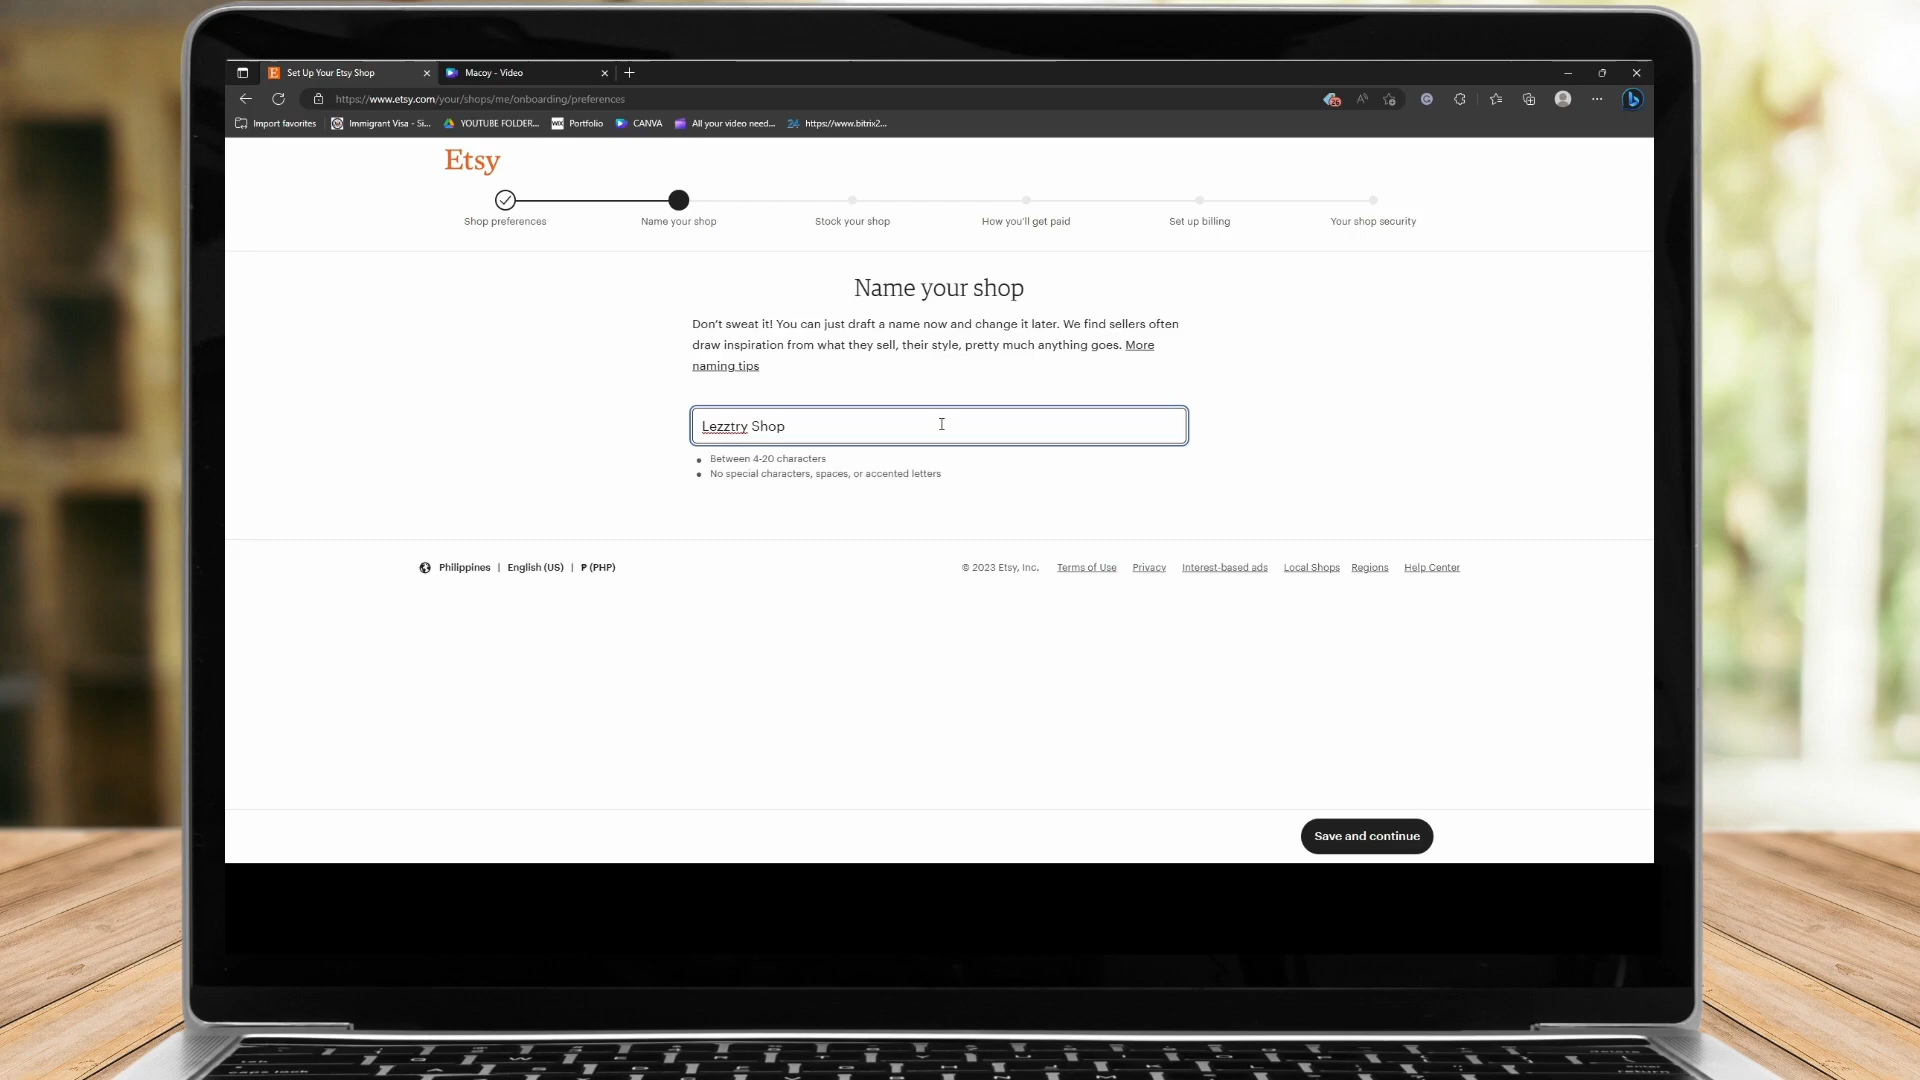 Set Up Your Etsy Shop
Macoy - Video
https://www.etsy.com/your/shops/me/onboarding/preferences
26
Import favorites
Immigrant Visa - Si...
YOUTUBE FOLDER...
WIX
Portfolio
CANVA
All your video need...
24
https://www.bitrix2...
Etsy
Shop preferences
Name your shop
Stock your shop
How you'll get paid
Set up billing
Your shop security
Name your shop
Don't sweat it! You can just draft a name now and change it later. We find sellers often
draw inspiration from what they sell, their style, pretty much anything goes. More
naming tips
Lezztry Shop
Between 4-20 characters
No special characters, spaces, or accented letters
Philippines | English (US) | ₱ (PHP)
© 2023 Etsy, Inc. Terms of Use Privacy Interest-based ads Local Shops Regions Help Center
Save and continue